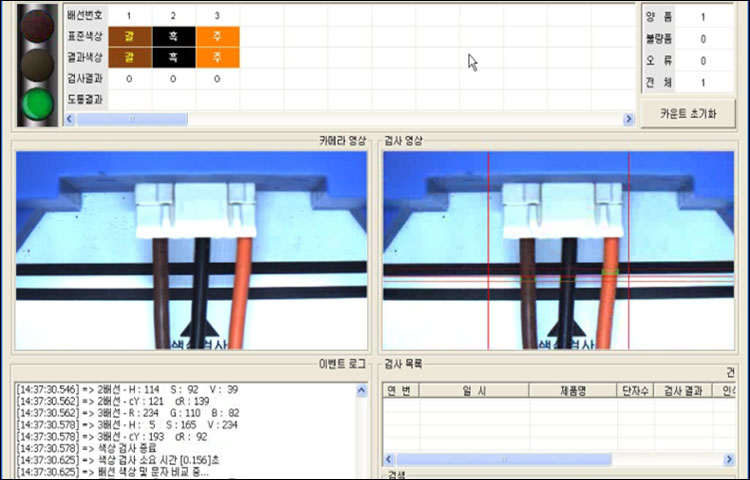 배선번호 1 2 3
표준색상 갈 흑 주
결과색상 갈 흑 주
검사결과 0 0 0
도통결과
양 품 1
불량품 0
오 류 0
전 체 1
카운트 초기화
카메라 영상
검사 영상
색상검사
이벤트 로그
[14:37:30.546] => 2배선 - H : 114 S : 92 V : 39
[14:37:30.562] => 2배선 - cY : 121 cR : 139
[14:37:30.562] => 3배선 - R : 234 G : 110 B : 82
[14:37:30.578] => 3배선 - H : 5 S : 165 V : 234
[14:37:30.578] => 3배선 - cY : 193 cR : 92
[14:37:30.578] => 색상 검사 종료
[14:37:30.625] => 색상 검사 소요 시간 [0.156]초
[14:37:30.625] => 배선 색상 및 문자 비교 중...
검사 목록
건
연 번 일 시 제품명 단자수 검사 결과 인식
검색